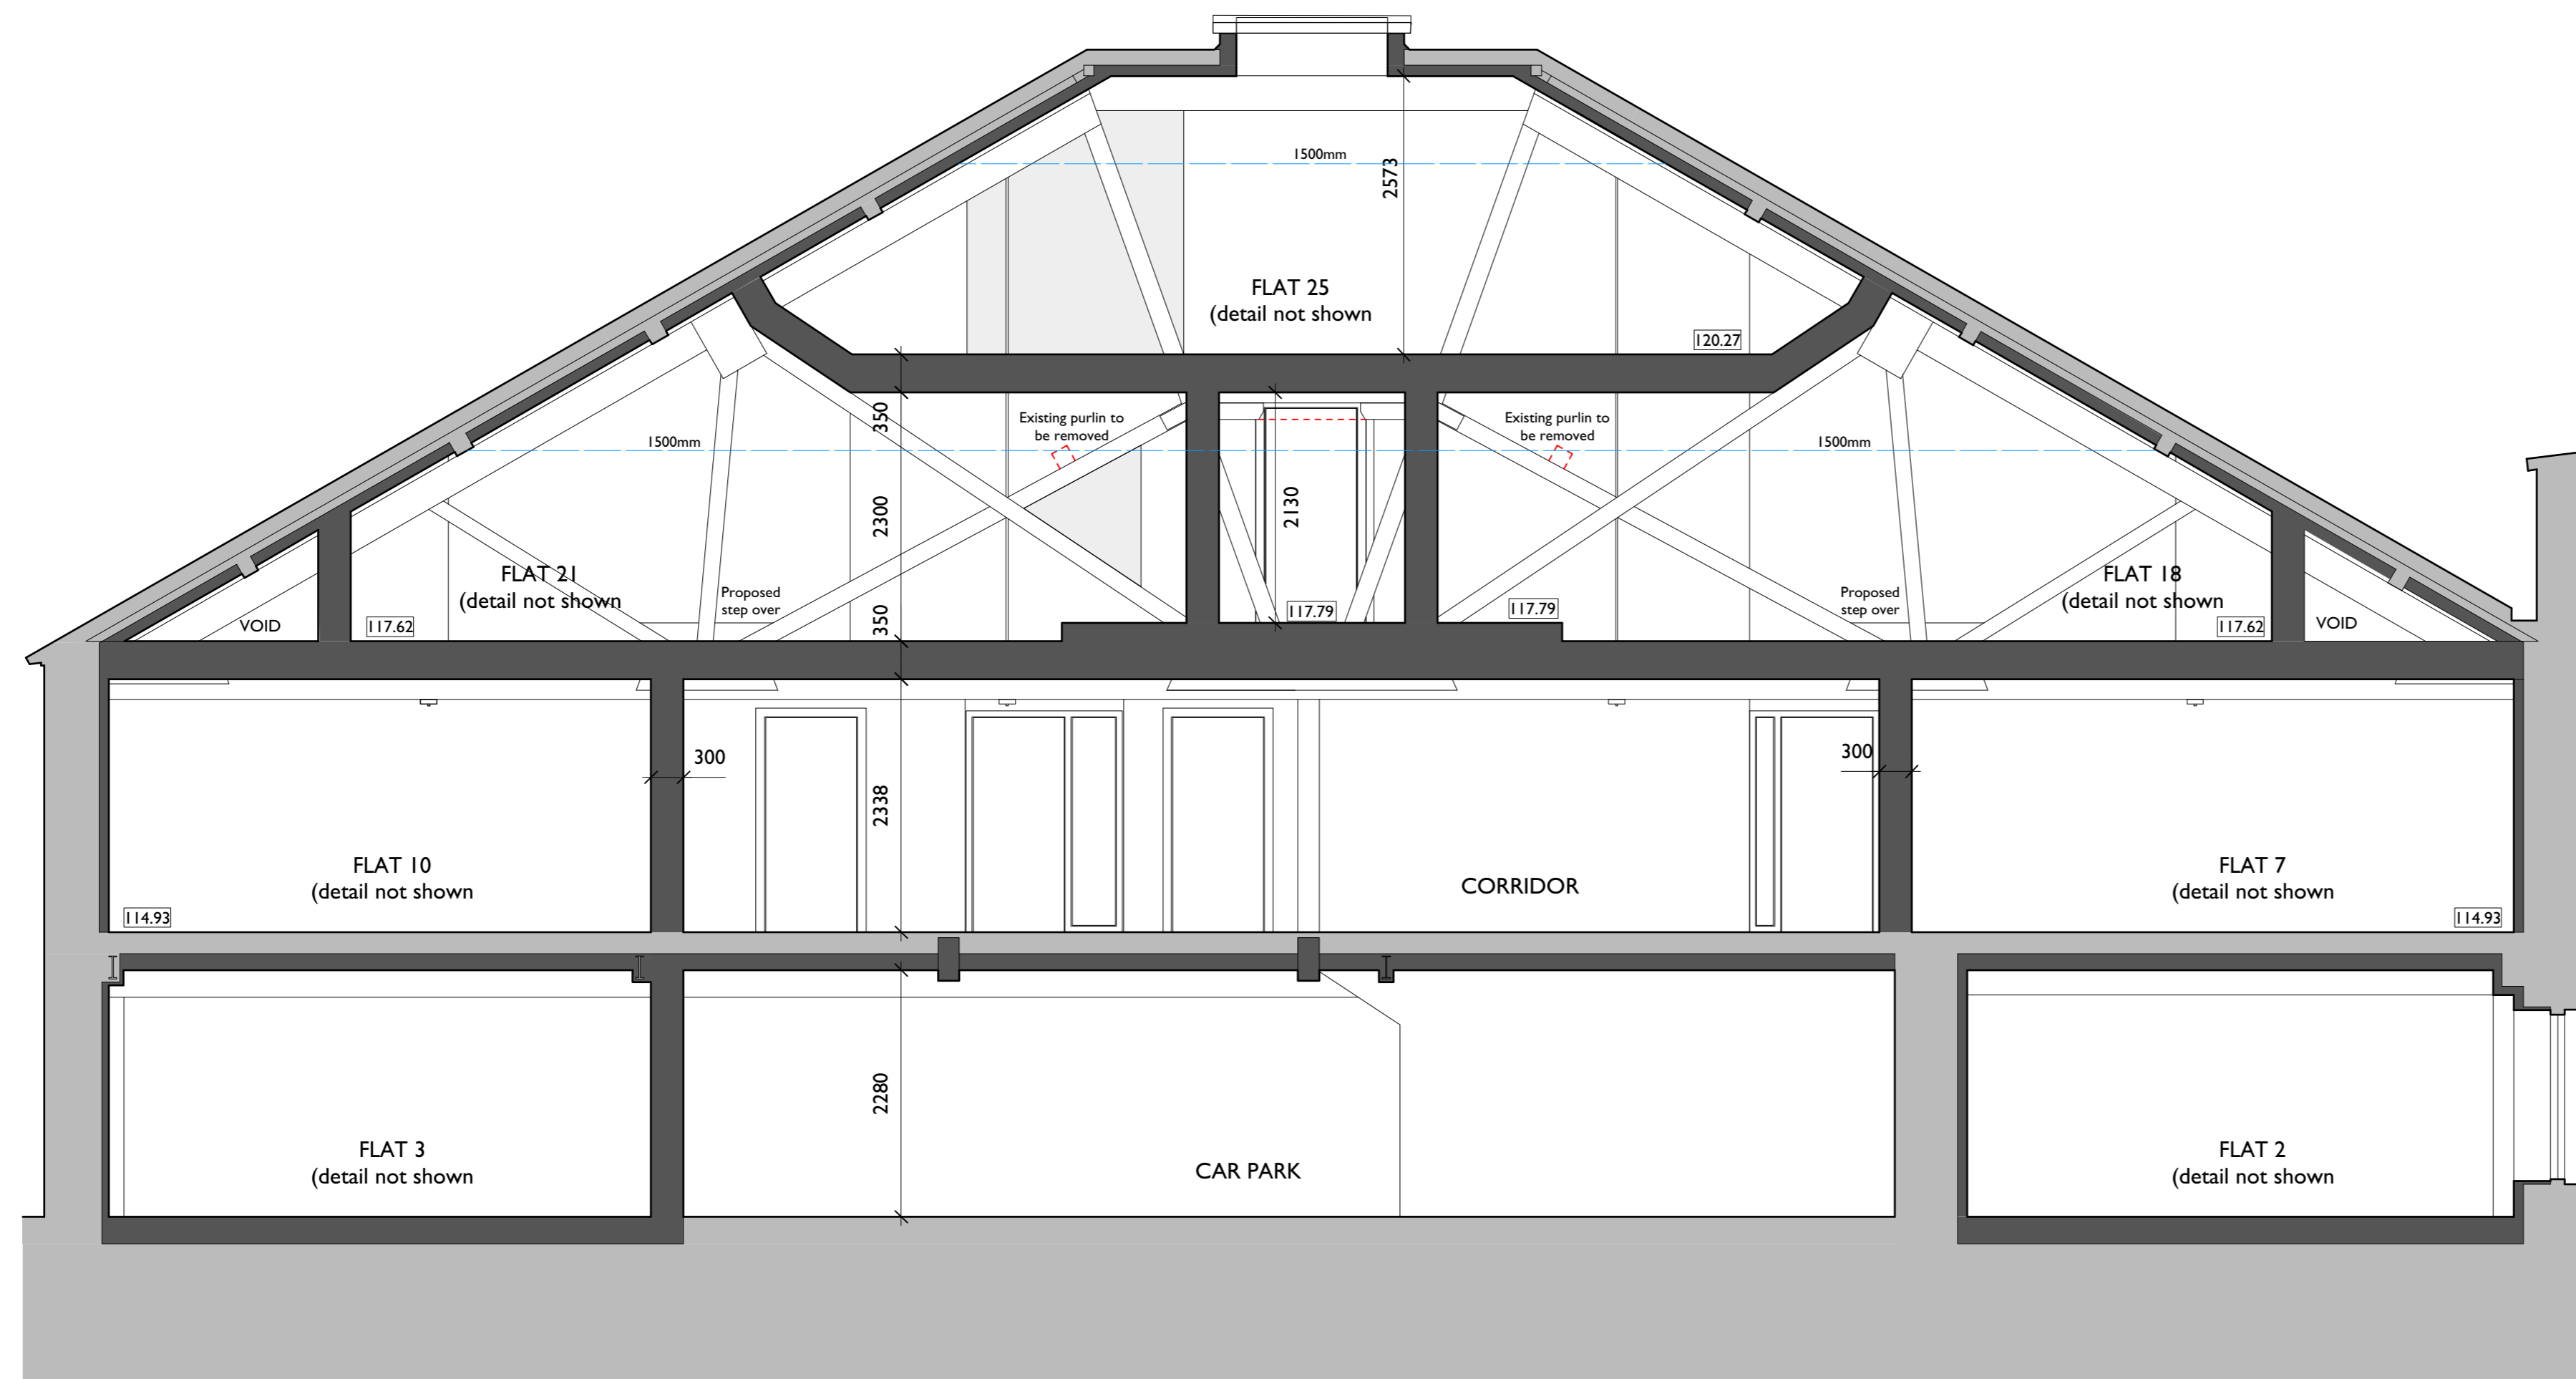 1500mm
2573
FLAT 25
(detail not shown
120.27
350
Existing purlin to
be removed
Existing purlin to
be removed
1500mm
1500mm
2300
2130
FLAT 21
(detail not shown
Proposed
step over
350
117.79
117.79
Proposed
step over
FLAT 18
(detail not shown
VOID
117.62
117.62
VOID
300
300
2338
FLAT 10
(detail not shown
CORRIDOR
FLAT 7
(detail not shown
114.93
114.93
2280
FLAT 3
(detail not shown
CAR PARK
FLAT 2
(detail not shown